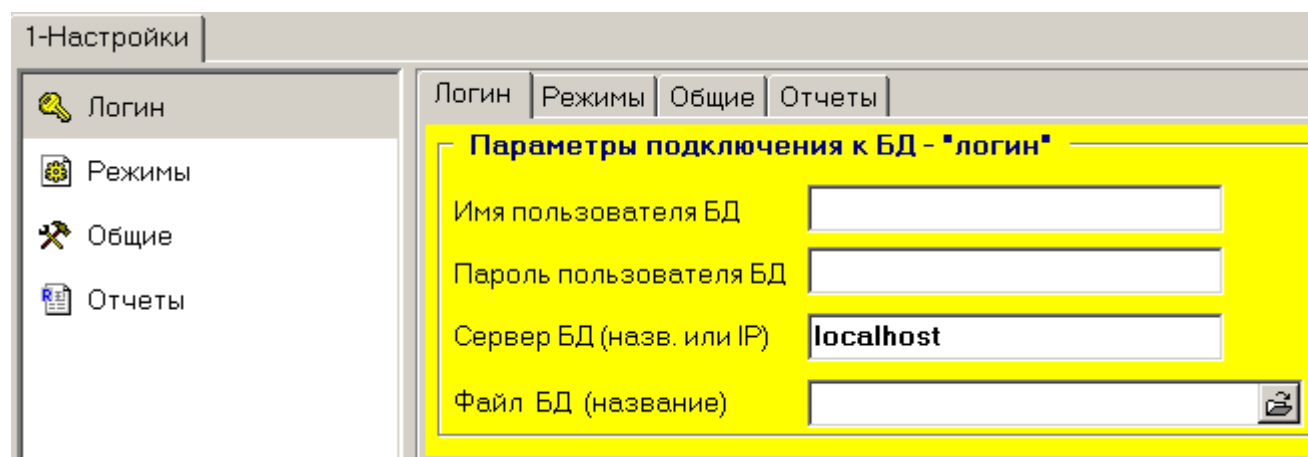 1-Настройки
Логин
Режимы
Общие
Отчеты
Логин Режимы Общие Отчеты
Параметры подключения к БД - "логин"
Имя пользователя БД
Пароль пользователя БД
Сервер БД (назв. или IP) localhost
Файл БД (название)